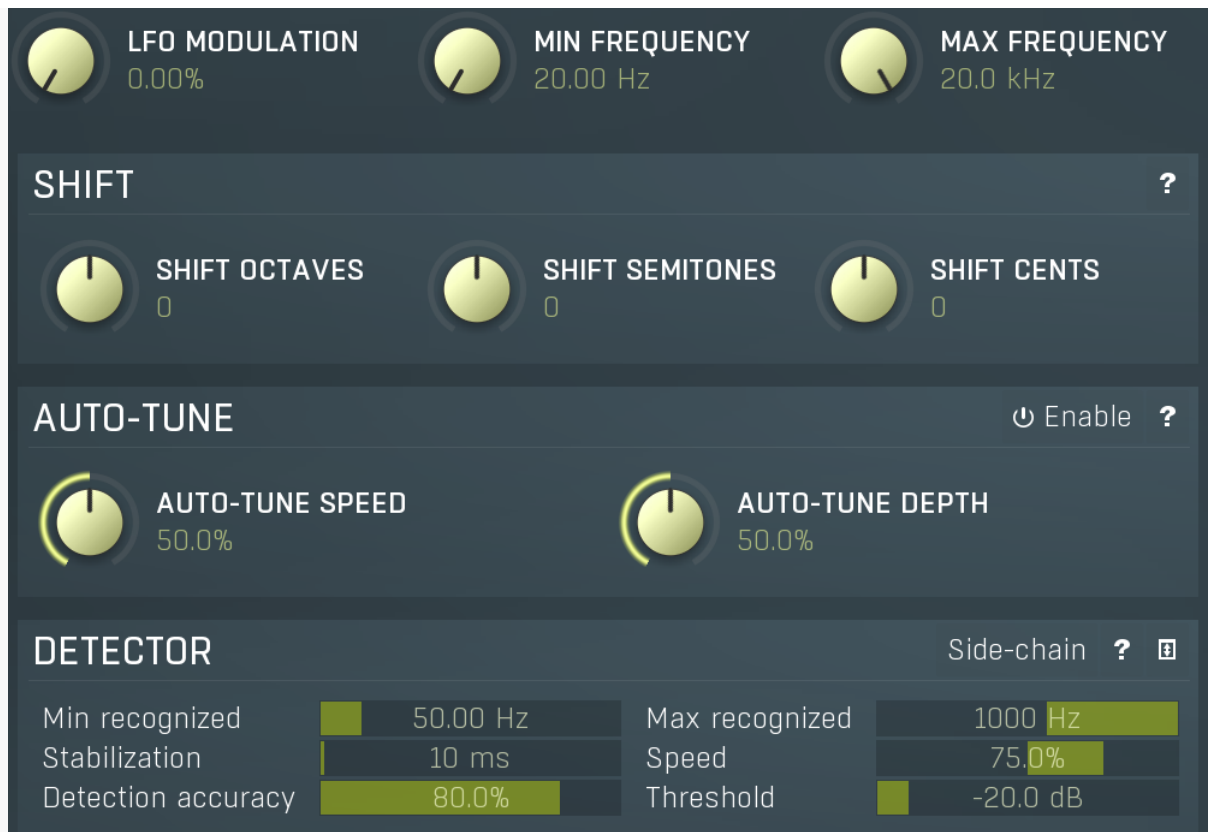 LFO MODULATION MIN FREQUENCY MAX FREQUENCY
0.00% 20.00 Hz 20.0 kHz
SHIFT ?
SHIFT OCTAVES SHIFT SEMITONES SHIFT CENTS
0 0 0
AUTO-TUNE Enable ?
AUTO-TUNE SPEED AUTO-TUNE DEPTH
50.0% 50.0%
DETECTOR Side-chain ?
Min recognized 50.00 Hz Max recognized 1000 Hz
Stabilization 10 ms Speed 75.0%
Detection accuracy 80.0% Threshold -20.0 dB